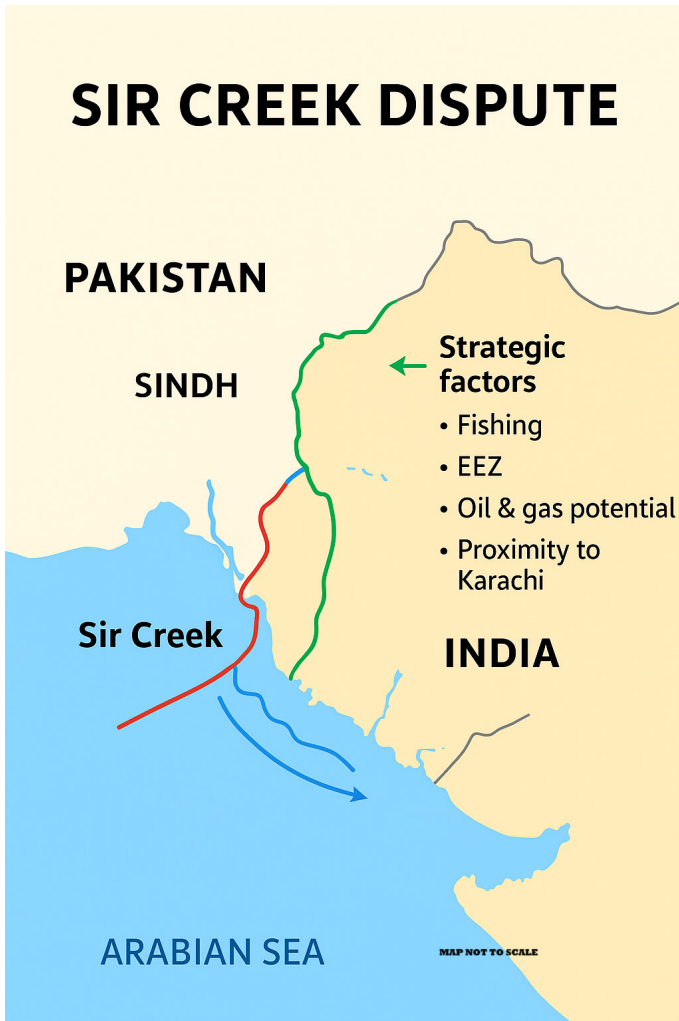 SIR CREEK DISPUTE
PAKISTAN
SINDH
Strategic
factors
• Fishing
• EEZ
• Oil & gas potential
• Proximity to
Karachi
Sir Creek
INDIA
ARABIAN SEA
MAP NOT TO SCALE